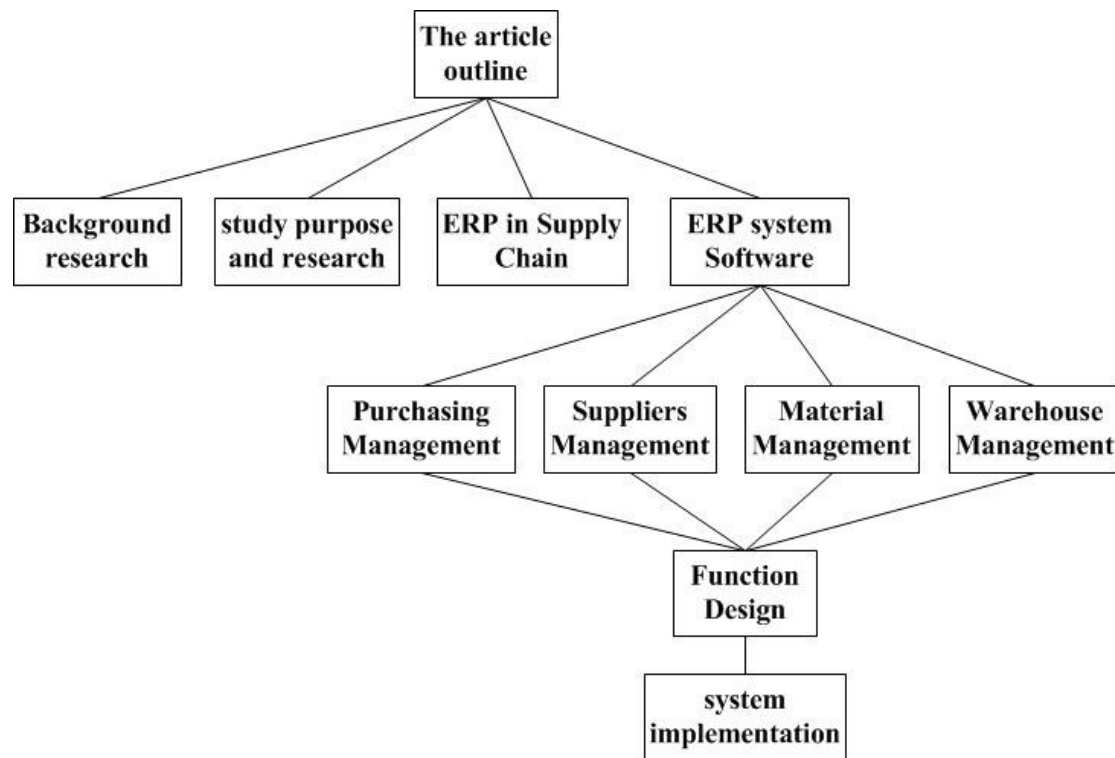 The article
outline
Background
research
study purpose
and research
ERP in Supply
Chain
ERP system
Software
Purchasing
Management
Suppliers
Management
Material
Management
Warehouse
Management
Function
Design
system
implementation